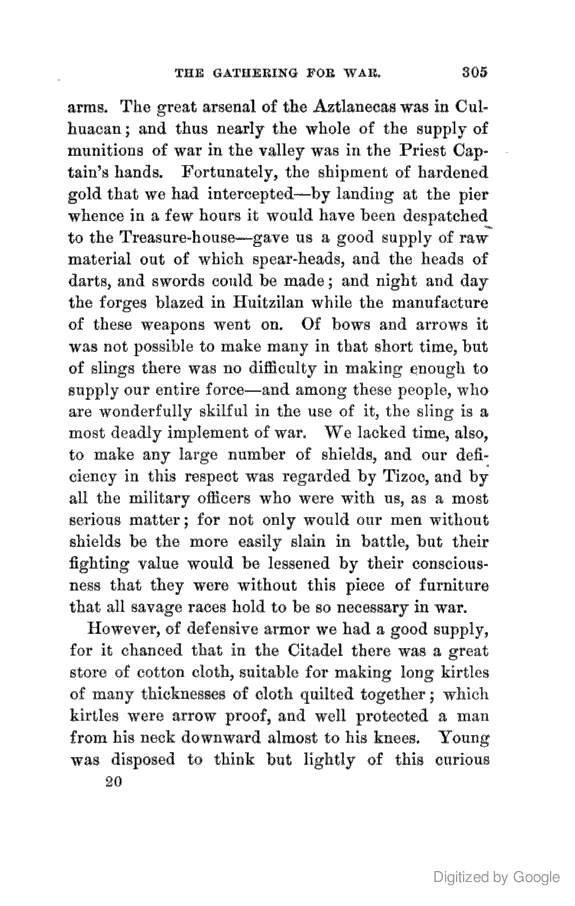 THE GATHERING FOR WAR. 305
arms. The great arsenal of the Aztlanecas was in Cul-
huacan; and thus nearly the whole of the supply of
munitions of war in the valley was in the Priest Cap-
tain's hands. Fortunately, the shipment of hardened
gold that we had intercepted—by landing at the pier
whence in a few hours it would have been despatched
to the Treasure-house—gave us a good supply of raw
material out of which spear-heads, and the heads of
darts, and swords could be made; and night and day
the forges blazed in Huitzilan while the manufacture
of these weapons went on. Of bows and arrows it
was not possible to make many in that short time, but
of slings there was no difficulty in making enough to
supply our entire force—and among these people, who
are wonderfully skilful in the use of it, the sling is a
most deadly implement of war. We lacked time, also,
to make any large number of shields, and our defi-
ciency in this respect was regarded by Tizoc, and by
all the military officers who were with us, as a most
serious matter; for not only would our men without
shields be the more easily slain in battle, but their
fighting value would be lessened by their conscious-
ness that they were without this piece of furniture
that all savage races hold to be so necessary in war.
However, of defensive armor we had a good supply,
for it chanced that in the Citadel there was a great
store of cotton cloth, suitable for making long kirtles
of many thicknesses of cloth quilted together; which
kirtles were arrow proof, and well protected a man
from his neck downward almost to his knees. Young
was disposed to think but lightly of this curious
20
Digitized by Google